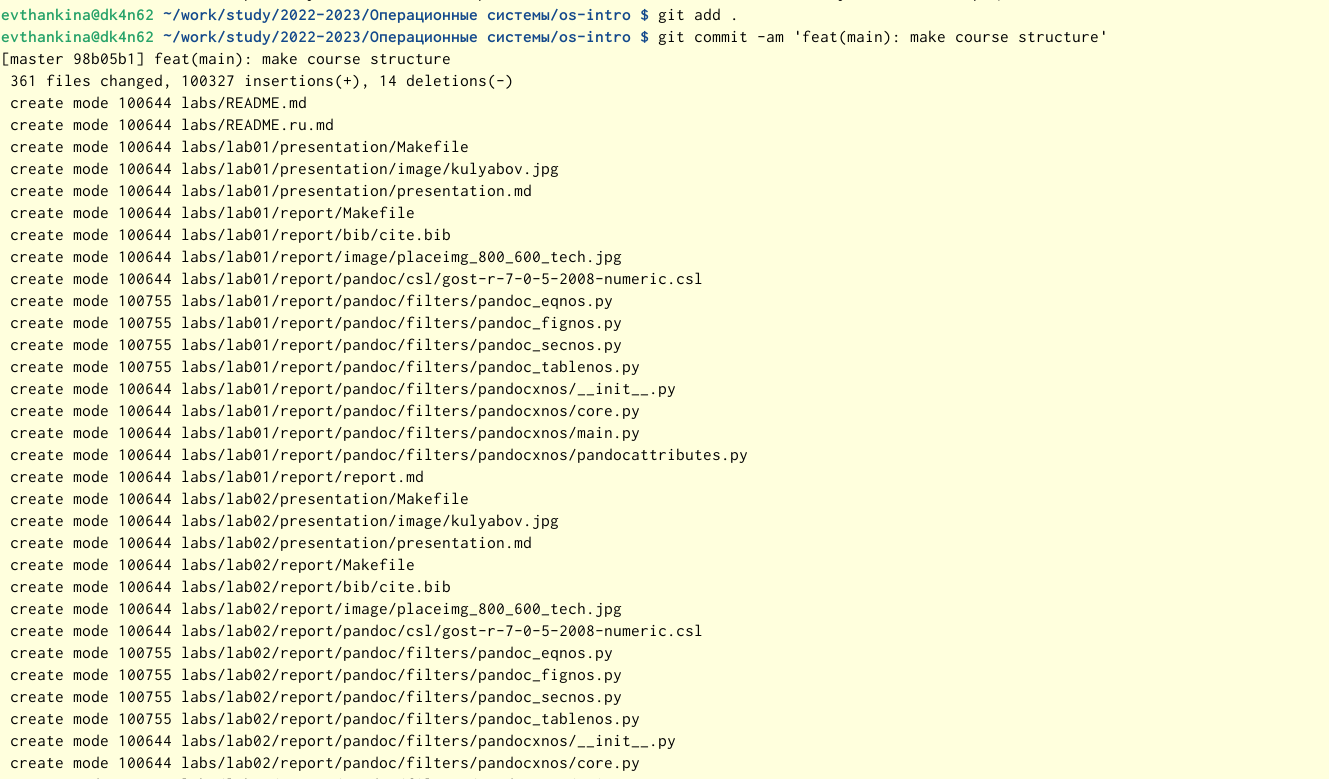 evthankina@dk4n62 ~/work/study/2022-2023/Операционные системы/os-intro $ git add .
evthankina@dk4n62 ~/work/study/2022-2023/Операционные системы/os-intro $ git commit -am 'feat(main): make course structure'
[master 98b05b1] feat(main): make course structure
 361 files changed, 100327 insertions(+), 14 deletions(-)
 create mode 100644 labs/README.md
 create mode 100644 labs/README.ru.md
 create mode 100644 labs/lab01/presentation/Makefile
 create mode 100644 labs/lab01/presentation/image/kulyabov.jpg
 create mode 100644 labs/lab01/presentation/presentation.md
 create mode 100644 labs/lab01/report/Makefile
 create mode 100644 labs/lab01/report/bib/cite.bib
 create mode 100644 labs/lab01/report/image/placeimg_800_600_tech.jpg
 create mode 100644 labs/lab01/report/pandoc/csl/gost-r-7-0-5-2008-numeric.csl
 create mode 100755 labs/lab01/report/pandoc/filters/pandoc_eqnos.py
 create mode 100755 labs/lab01/report/pandoc/filters/pandoc_fignos.py
 create mode 100755 labs/lab01/report/pandoc/filters/pandoc_secnos.py
 create mode 100755 labs/lab01/report/pandoc/filters/pandoc_tablenos.py
 create mode 100644 labs/lab01/report/pandoc/filters/pandocxnos/__init__.py
 create mode 100644 labs/lab01/report/pandoc/filters/pandocxnos/core.py
 create mode 100644 labs/lab01/report/pandoc/filters/pandocxnos/main.py
 create mode 100644 labs/lab01/report/pandoc/filters/pandocxnos/pandocattributes.py
 create mode 100644 labs/lab01/report/report.md
 create mode 100644 labs/lab02/presentation/Makefile
 create mode 100644 labs/lab02/presentation/image/kulyabov.jpg
 create mode 100644 labs/lab02/presentation/presentation.md
 create mode 100644 labs/lab02/report/Makefile
 create mode 100644 labs/lab02/report/bib/cite.bib
 create mode 100644 labs/lab02/report/image/placeimg_800_600_tech.jpg
 create mode 100644 labs/lab02/report/pandoc/csl/gost-r-7-0-5-2008-numeric.csl
 create mode 100755 labs/lab02/report/pandoc/filters/pandoc_eqnos.py
 create mode 100755 labs/lab02/report/pandoc/filters/pandoc_fignos.py
 create mode 100755 labs/lab02/report/pandoc/filters/pandoc_secnos.py
 create mode 100755 labs/lab02/report/pandoc/filters/pandoc_tablenos.py
 create mode 100644 labs/lab02/report/pandoc/filters/pandocxnos/__init__.py
 create mode 100644 labs/lab02/report/pandoc/filters/pandocxnos/core.py